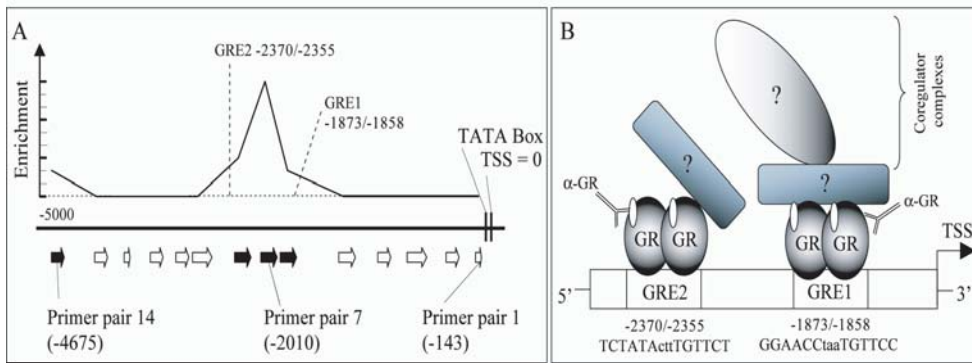 A
Enrichment
GRE2 -2370/-2355
GRE1
-1873/-1858
TATA Box
TSS = 0
-5000
Primer pair 14
(-4675)
Primer pair 7
(-2010)
Primer pair 1
(-143)
B
?
?
?
Coregulator
complexes
α-GR
α-GR
GR
GR
GR
GR
TSS
5’
GRE2
GRE1
3’
-2370/-2355
TCTATActtTGTTCT
-1873/-1858
GGAACCtaaTGTTCC